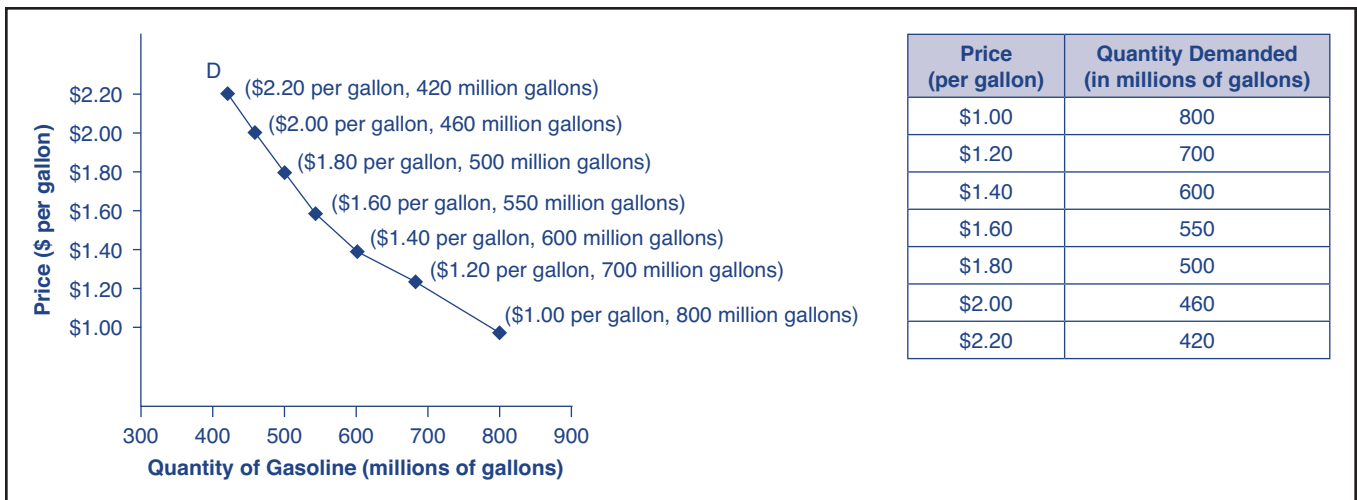 D
($2.20 per gallon, 420 million gallons)
($2.00 per gallon, 460 million gallons)
($1.80 per gallon, 500 million gallons)
($1.60 per gallon, 550 million gallons)
($1.40 per gallon, 600 million gallons)
($1.20 per gallon, 700 million gallons)
($1.00 per gallon, 800 million gallons)
Price ($ per gallon)
$2.20
$2.00
$1.80
$1.60
$1.40
$1.20
$1.00
300 400 500 600 700 800 900
Quantity of Gasoline (millions of gallons)
Price Quantity Demanded
(per gallon) (in millions of gallons)
$1.00 800
$1.20 700
$1.40 600
$1.60 550
$1.80 500
$2.00 460
$2.20 420